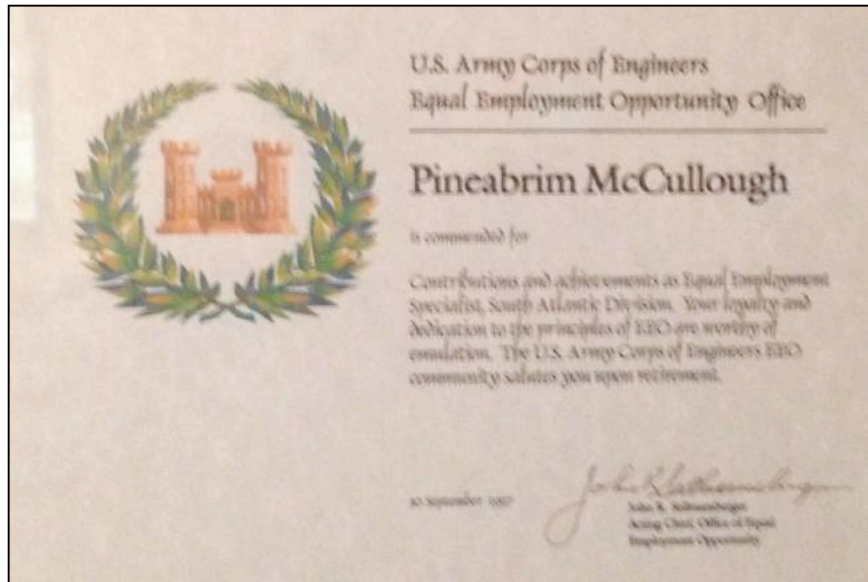 U.S. Army Corps of Engineers
Equal Employment Opportunity Office
Pineabrim McCullough
is commended for
Contributions and achievements as Equal Employment
Specialist, South Atlantic Division. Your loyalty and
dedication to the principles of EEO are worthy of
emulation. The U.S. Army Corps of Engineers EEO
community salutes you upon retirement.
September
John R.
Acting Chief, Office of Equal
Employment Opportunity